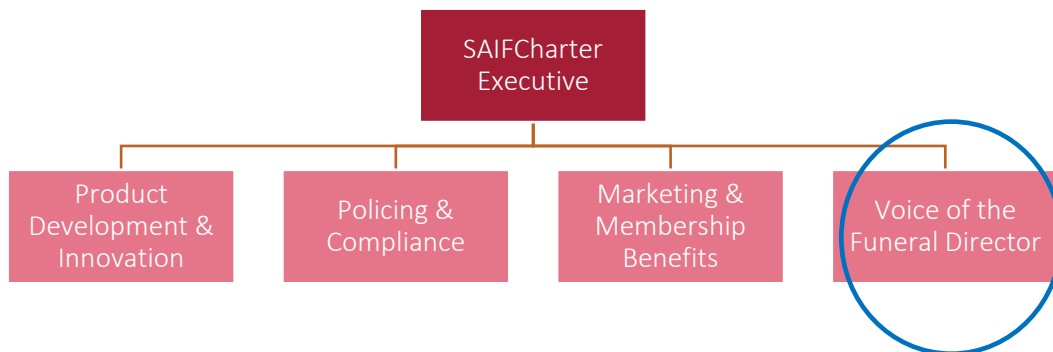 SAIFCharter
Executive
Product
Development &
Innovation
Policing &
Compliance
Marketing &
Membership
Benefits
Voice of the
Funeral Director